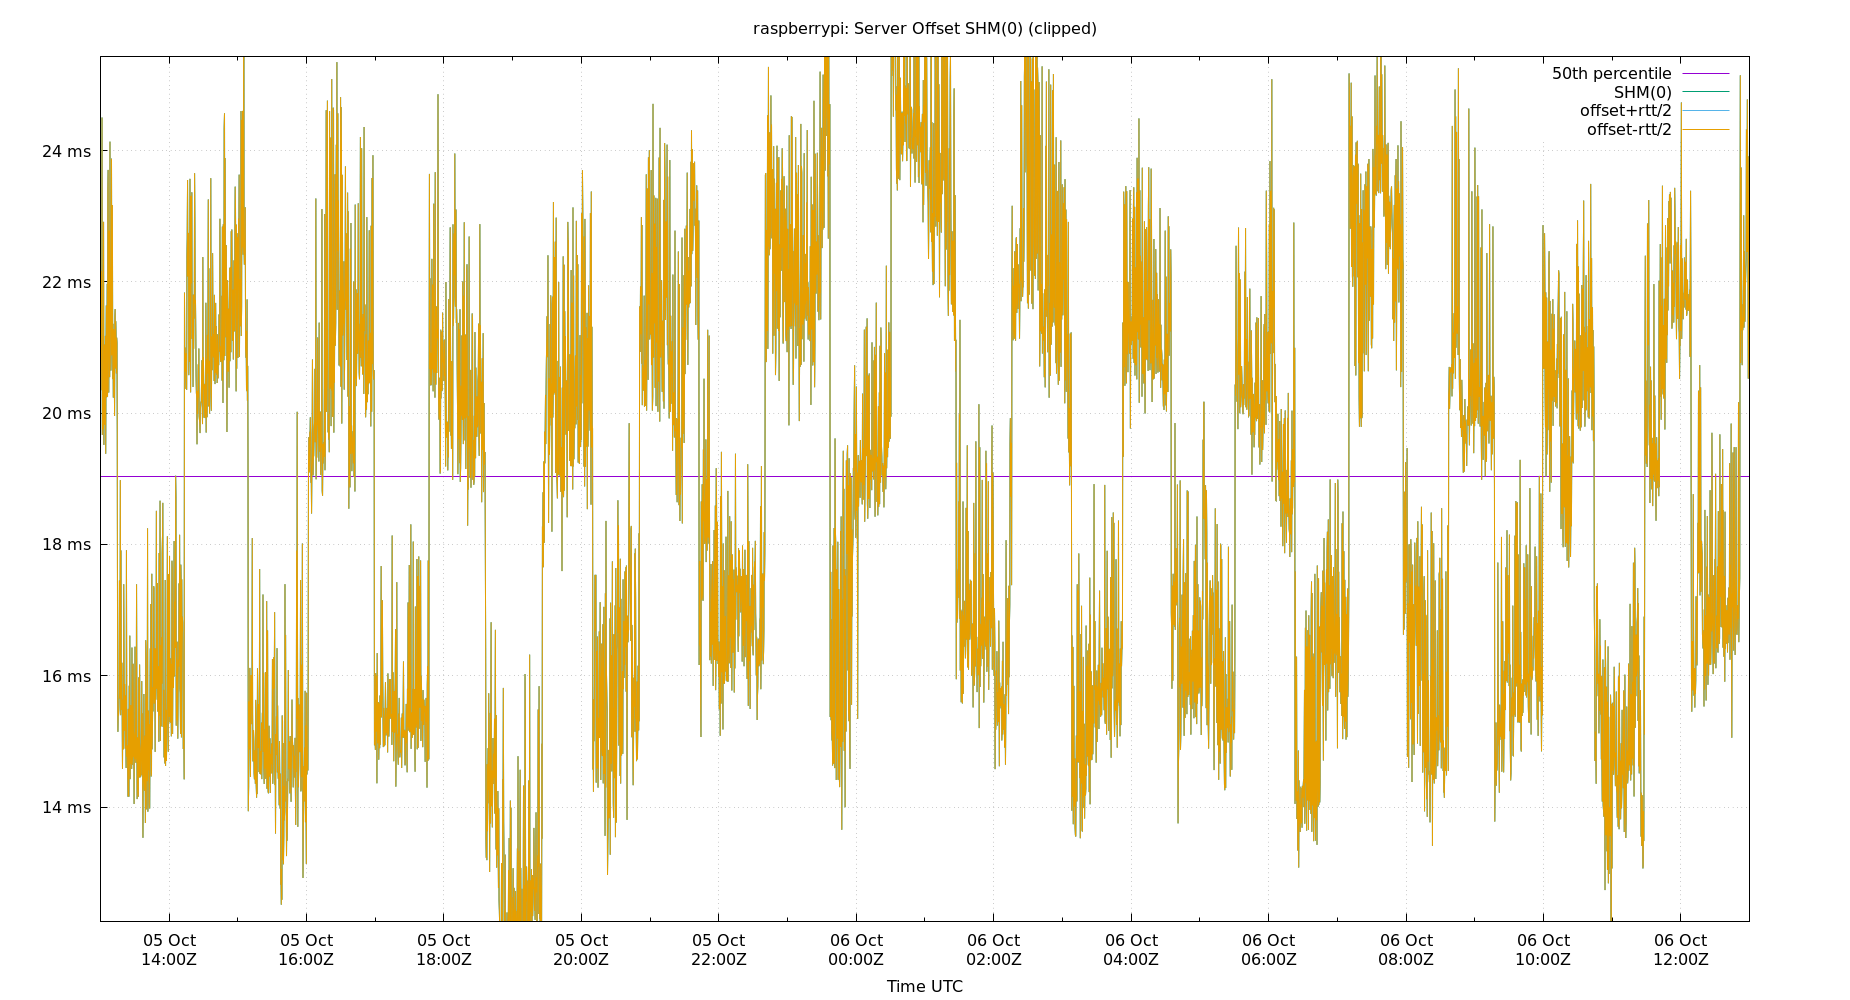 raspberrypi: Server Offset SHM(0) (clipped)
50th percentile
SHM(0)
offset+rtt/2
offset-rtt/2
24 ms
22 ms
20 ms
18 ms
16 ms
14 ms
05 Oct 05 Oct 05 Oct 05 Oct 05 Oct 06 Oct 06 Oct 06 Oct 06 Oct 06 Oct 06 Oct 06 Oct
14:00Z 16:00Z 18:00Z 20:00Z 22:00Z 00:00Z 02:00Z 04:00Z 06:00Z 08:00Z 10:00Z 12:00Z
Time UTC